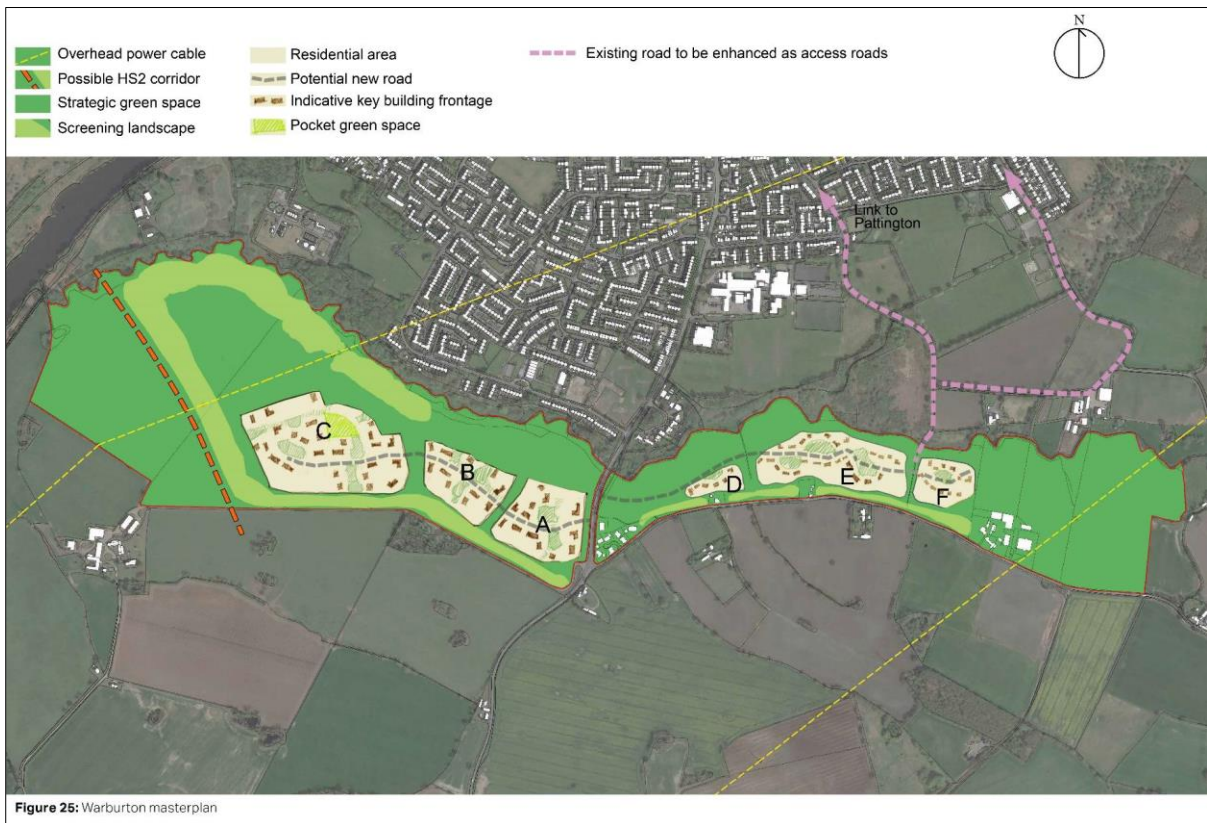 N
Overhead power cable
Possible HS2 corridor
Strategic green space
Screening landscape
Residential area
Potential new road
Indicative key building frontage
Pocket green space
Existing road to be enhanced as access roads
Link to
Pattington
C
B
A
D
E
F
Figure 25: Warburton masterplan